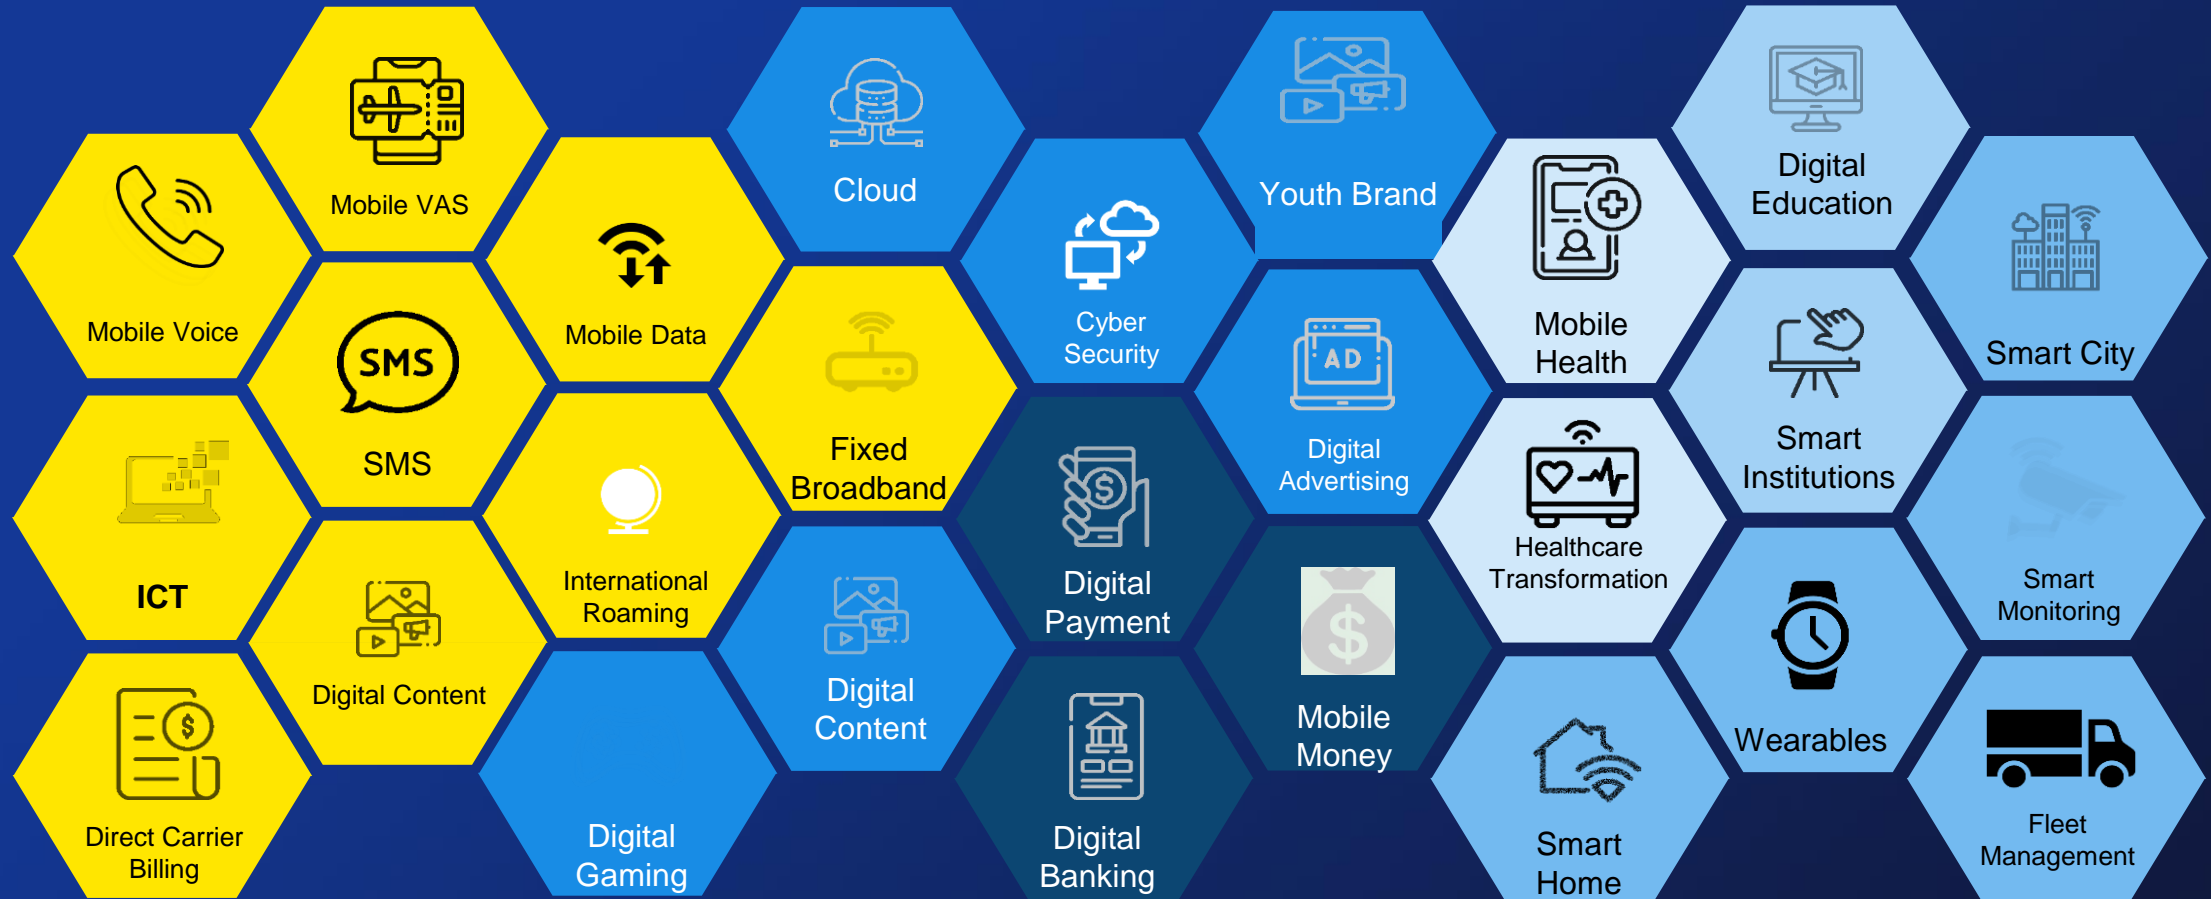 Mobile Voice
Mobile VAS
SMS
Mobile Data
ICT
Digital Content
International
Roaming
Direct Carrier
Billing
Fixed
Broadband
Cloud
Cyber
Security
Youth Brand
AD
Digital
Advertising
Digital
Content
Digital
Gaming
$
Digital
Payment
$
Mobile
Money
Digital
Banking
Mobile
Health
Healthcare
Transformation
Digital
Education
Smart
Institutions
Smart City
Smart
Monitoring
Wearables
Smart
Home
Fleet
Management
SMS
$